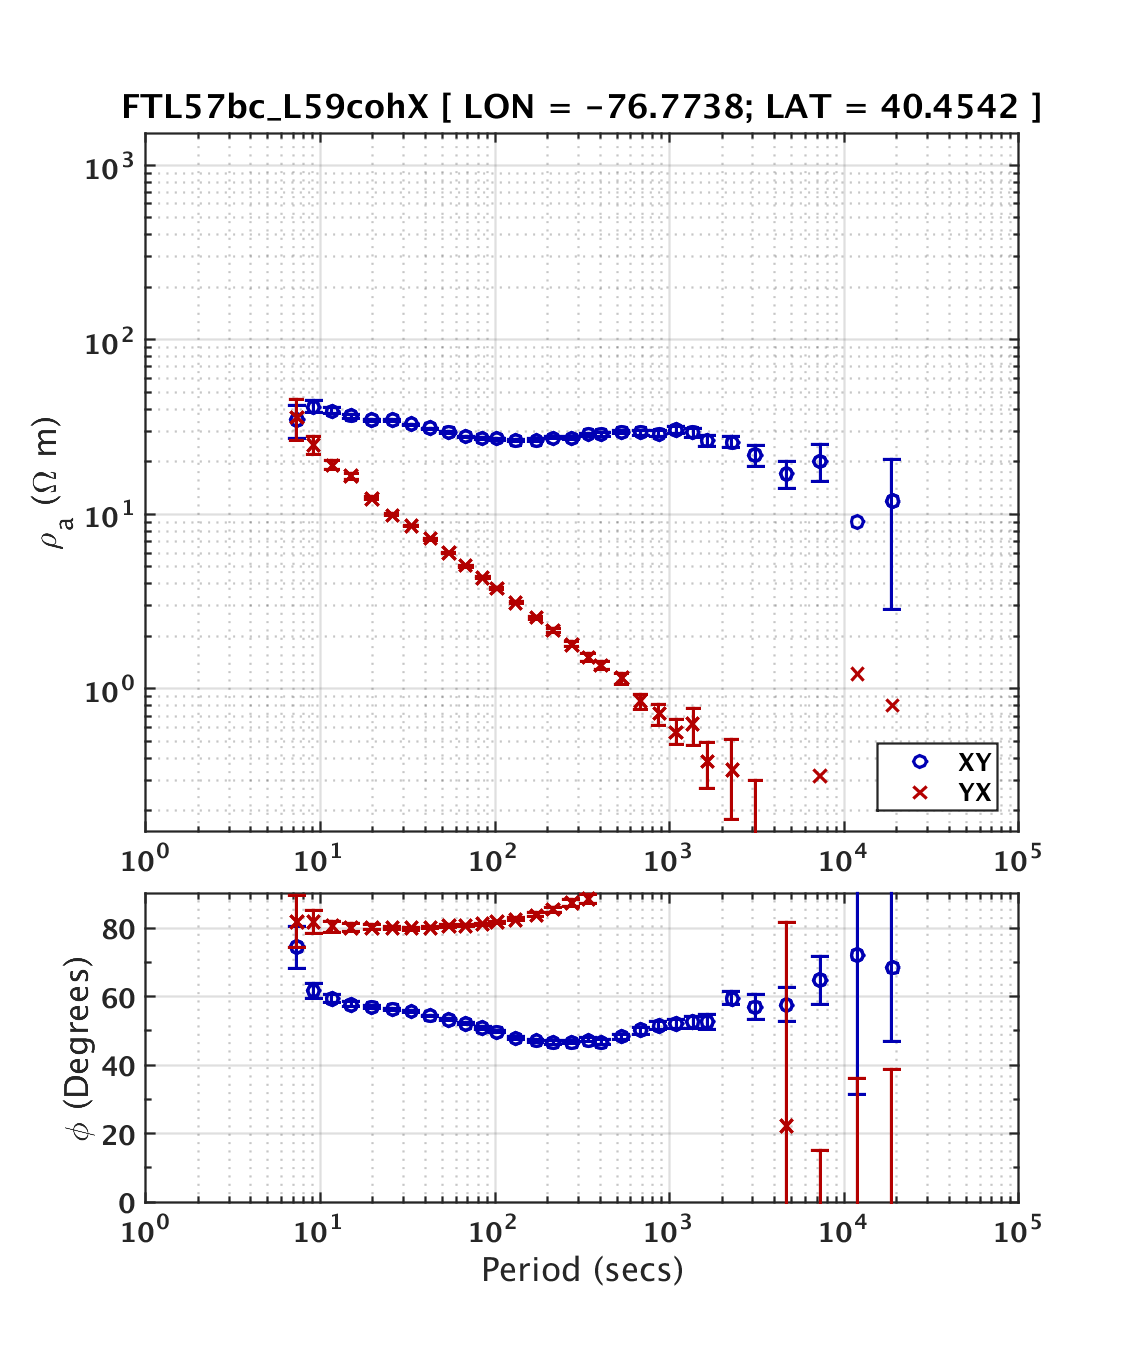 FTL57bc_L59cohX [ LON = -76.7738; LAT = 40.4542 ]
10³
10²
10¹
10⁰
ρₐ (Ω m)
XY
YX
10⁰ 10¹ 10² 10³ 10⁴ 10⁵
80
60
40
20
0
ϕ (Degrees)
10⁰ 10¹ 10² 10³ 10⁴ 10⁵
Period (secs)